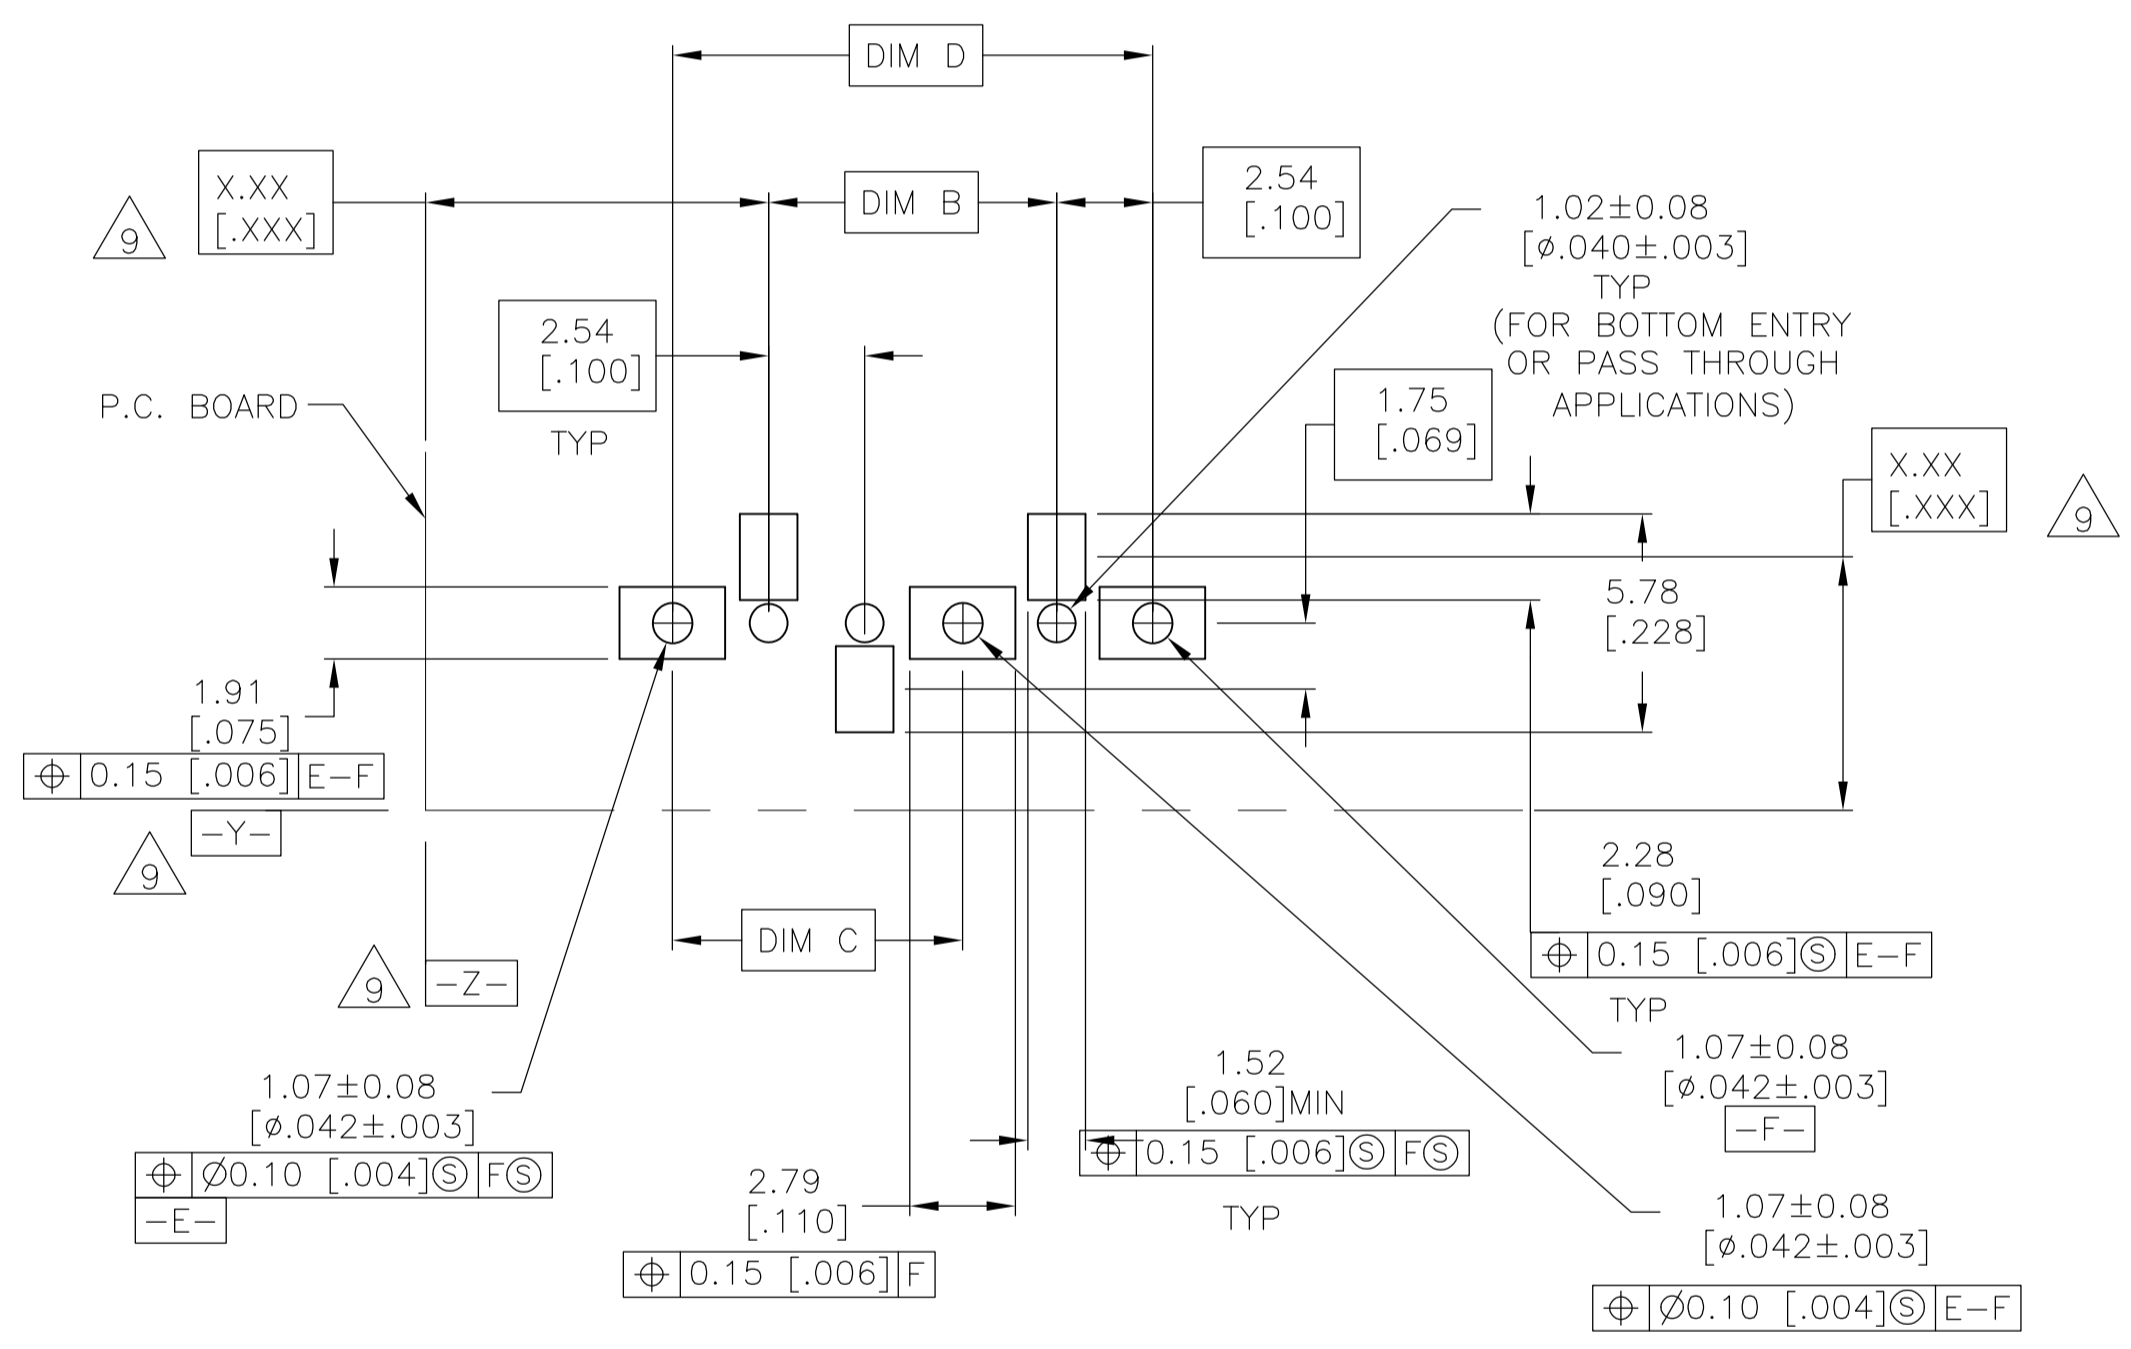 DIM D
X.XX
[.XXX]
9
DIM B
2.54
[.100]
1.02±0.08
[ø.040±.003]
TYP
(FOR BOTTOM ENTRY
OR PASS THROUGH
APPLICATIONS)
2.54
[.100]
TYP
P.C. BOARD
1.75
[.069]
X.XX
[.XXX]
9
5.78
[.228]
1.91
[.075]
⌖ 0.15 [.006] E–F
–Y–
9
2.28
[.090]
⌖ 0.15 [.006]Ⓢ E–F
TYP
DIM C
9
–Z–
1.07±0.08
[ø.042±.003]
⌖ Ø0.10 [.004]Ⓢ FⓈ
–E–
1.52
[.060]MIN
⌖ 0.15 [.006]Ⓢ FⓈ
TYP
1.07±0.08
[ø.042±.003]
–F–
2.79
[.110]
⌖ 0.15 [.006] F
1.07±0.08
[ø.042±.003]
⌖ Ø0.10 [.004]Ⓢ E–F